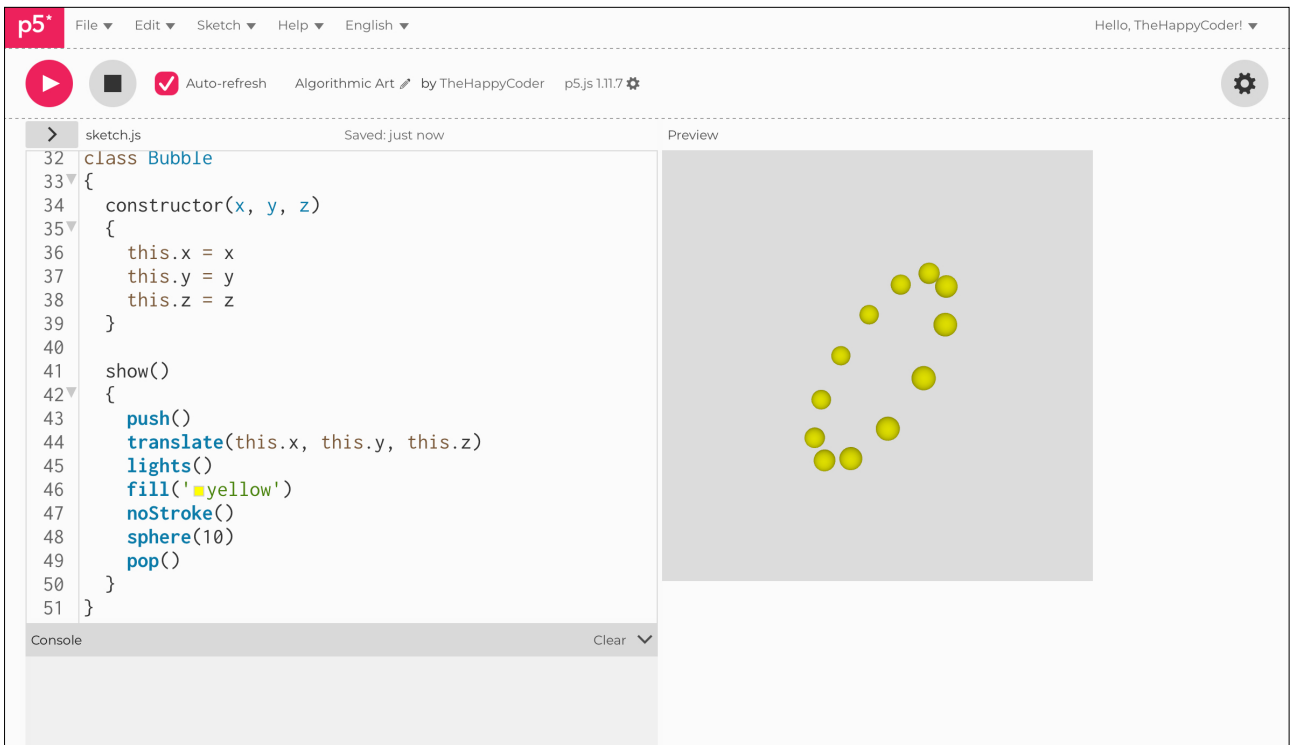 p5* File Edit Sketch Help English Hello, TheHappyCoder!
Auto-refresh Algorithmic Art by TheHappyCoder p5.js 1.11.7
sketch.js Saved: just now Preview
32 class Bubble
33 {
34 constructor(x, y, z)
35 {
36 this.x = x
37 this.y = y
38 this.z = z
39 }
40
41 show()
42 {
43 push()
44 translate(this.x, this.y, this.z)
45 lights()
46 fill('yellow')
47 noStroke()
48 sphere(10)
49 pop()
50 }
51 }
Console Clear